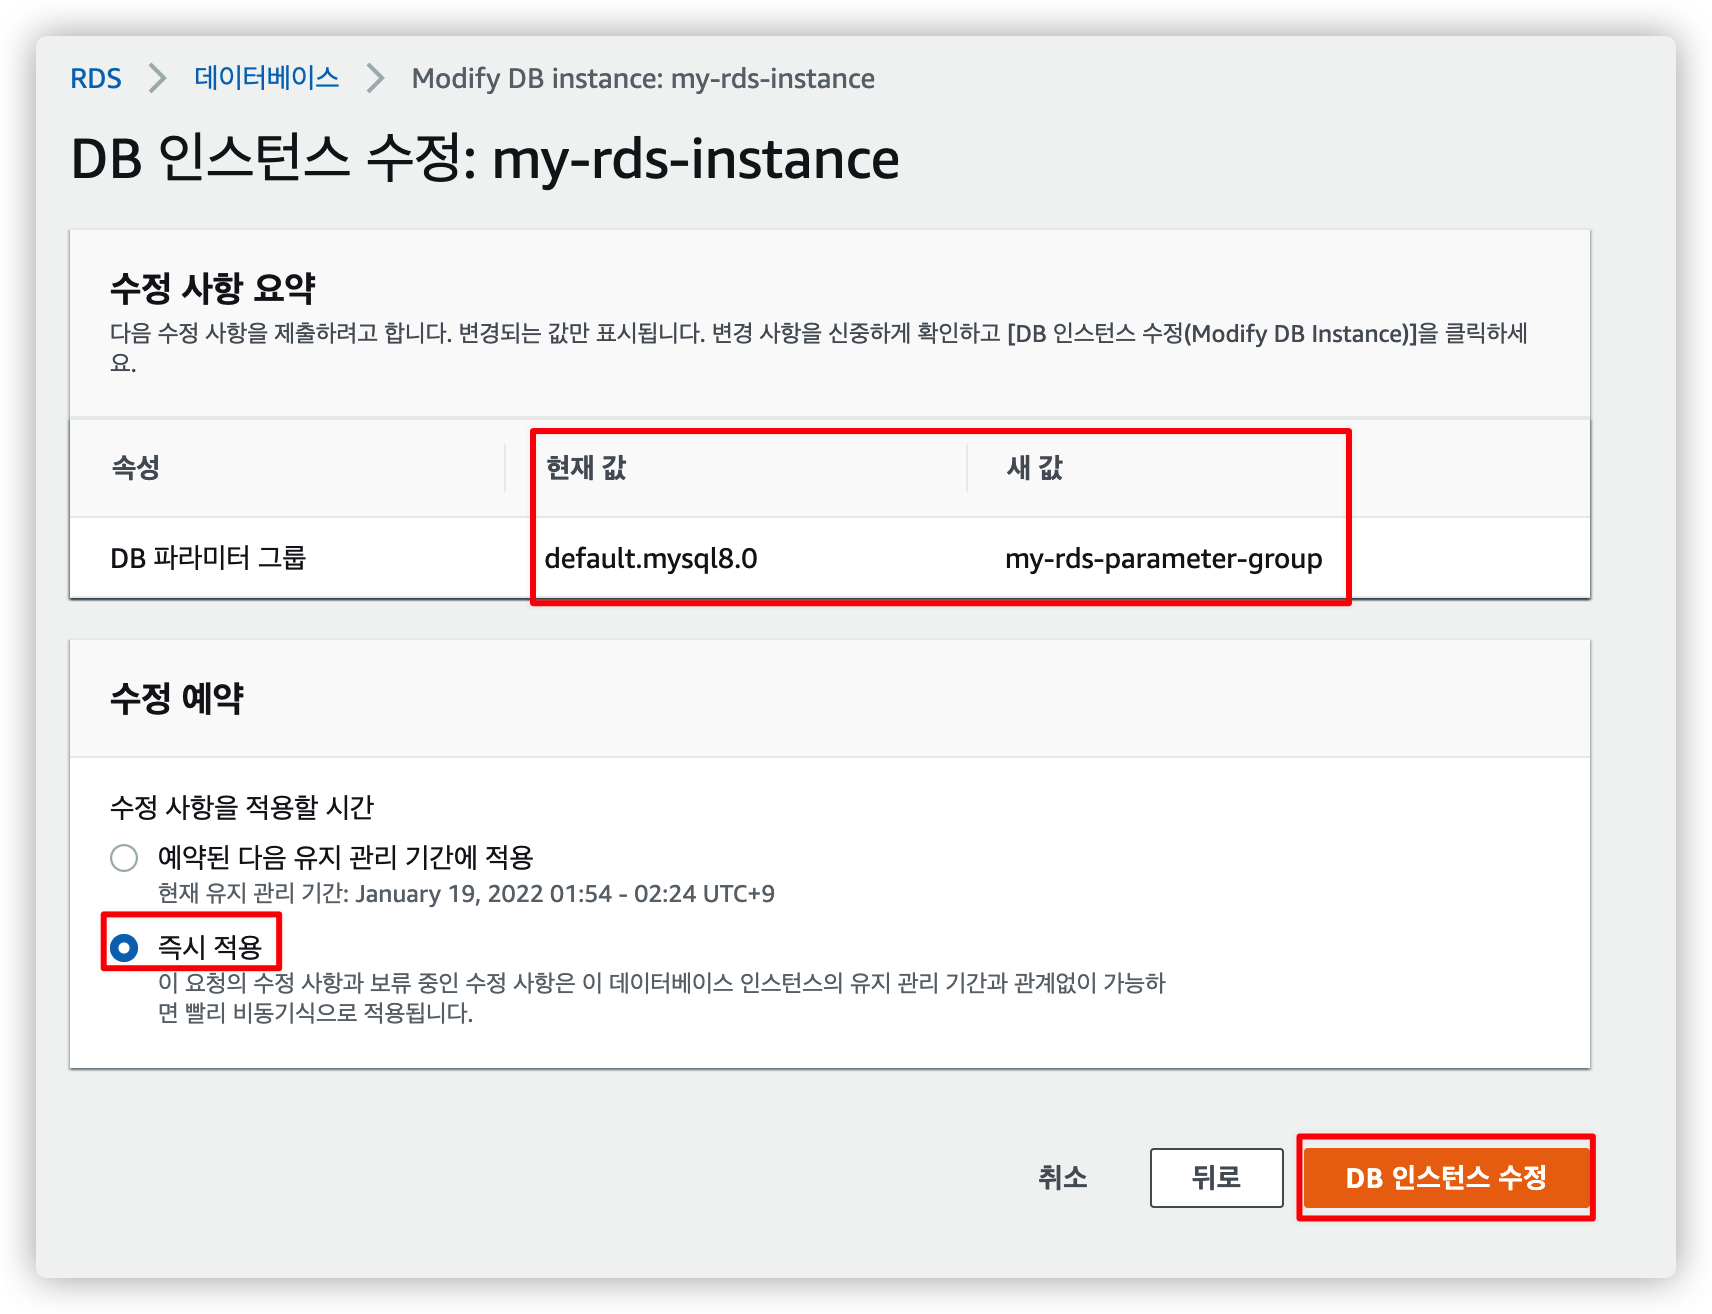 RDS > 데이터베이스 > Modify DB instance: my-rds-instance
DB 인스턴스 수정: my-rds-instance
수정 사항 요약
다음 수정 사항을 제출하려고 합니다. 변경되는 값만 표시됩니다. 변경 사항을 신중하게 확인하고 [DB 인스턴스 수정(Modify DB Instance)]을 클릭하세
요.
속성 현재 값 새 값
DB 파라미터 그룹 default.mysql8.0 my-rds-parameter-group
수정 예약
수정 사항을 적용할 시간
예약된 다음 유지 관리 기간에 적용
현재 유지 관리 기간: January 19, 2022 01:54 - 02:24 UTC+9
즉시 적용
이 요청의 수정 사항과 보류 중인 수정 사항은 이 데이터베이스 인스턴스의 유지 관리 기간과 관계없이 가능하
면 빨리 비동기식으로 적용됩니다.
취소 뒤로 DB 인스턴스 수정